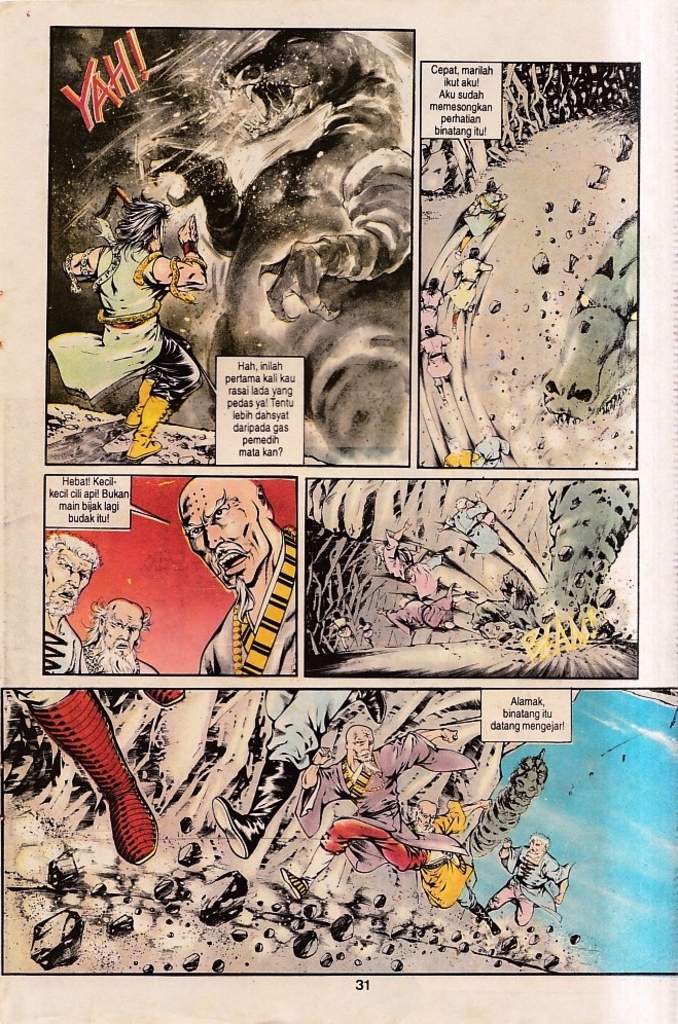 YAH!
Hah, inilah
pertama kali kau
rasai lada yang
pedas ya! Tentu
lebih dahsyat
daripada gas
pemedih
mata kan?
Cepat, marilah
ikut aku!
Aku sudah
memesongkan
perhatian
binatang itu!
Hebat! Kecil-
kecil cili api! Bukan
main bijak lagi
budak itu!
BLAM!
Alamak,
binatang itu
datang mengejar!
31